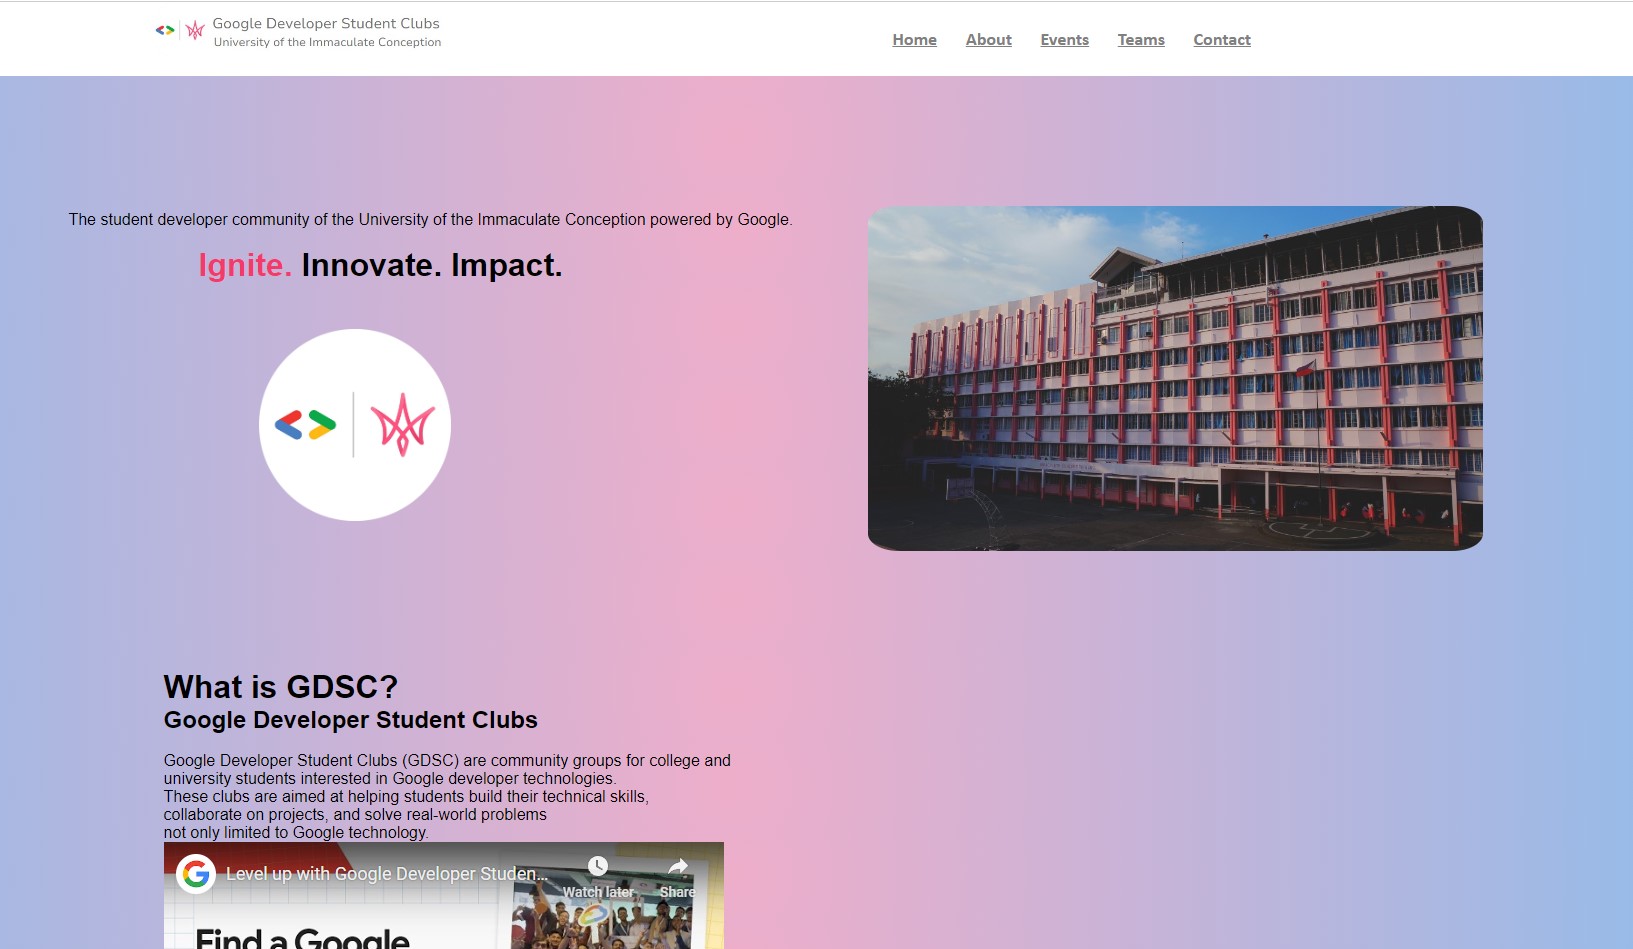 Google Developer Student Clubs
University of the Immaculate Conception
Home About Events Teams Contact
The student developer community of the University of the Immaculate Conception powered by Google.
Ignite. Innovate. Impact.
What is GDSC?
Google Developer Student Clubs
Google Developer Student Clubs (GDSC) are community groups for college and
university students interested in Google developer technologies.
These clubs are aimed at helping students build their technical skills,
collaborate on projects, and solve real-world problems
not only limited to Google technology.
Level up with Google Developer Studen...
Watch later
Share
Find a Google